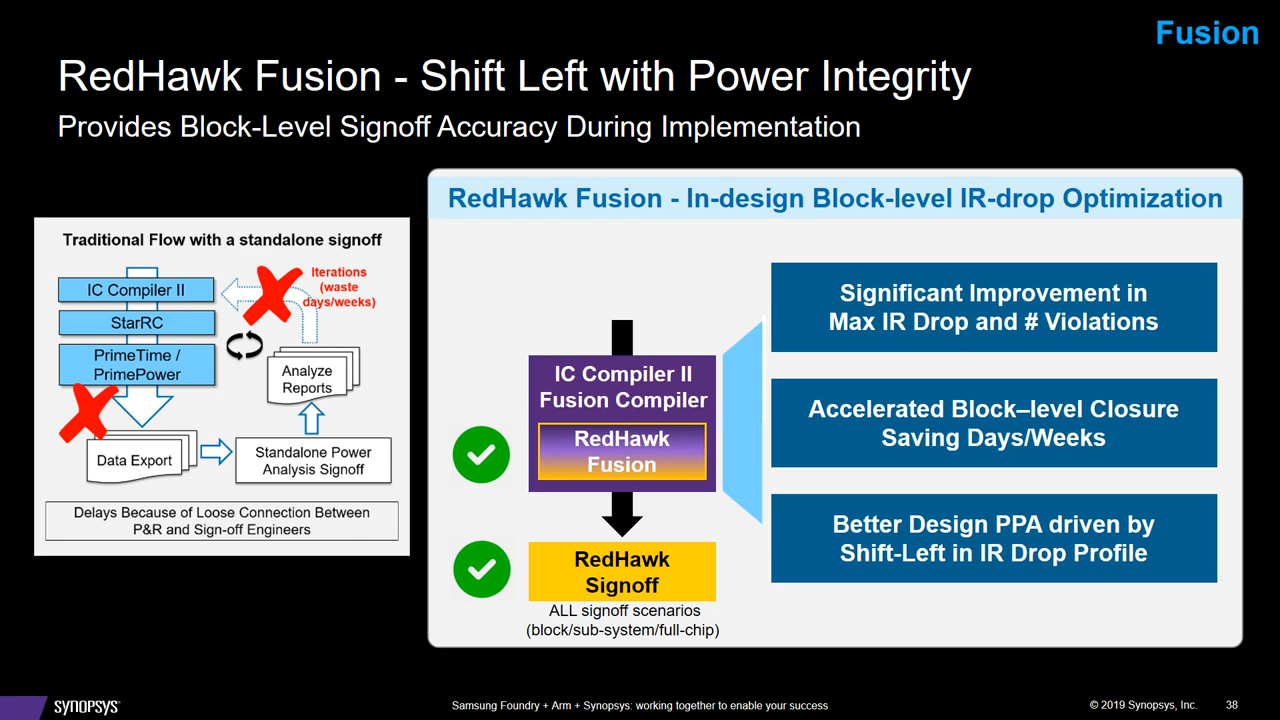 Fusion
RedHawk Fusion - Shift Left with Power Integrity
Provides Block-Level Signoff Accuracy During Implementation
Traditional Flow with a standalone signoff
IC Compiler II
StarRC
PrimeTime /
PrimePower
Iterations
(waste
days/weeks)
Analyze
Reports
Data Export
Standalone Power
Analysis Signoff
Delays Because of Loose Connection Between
P&R and Sign-off Engineers
RedHawk Fusion - In-design Block-level IR-drop Optimization
IC Compiler II
Fusion Compiler
RedHawk
Fusion
RedHawk
Signoff
ALL signoff scenarios
(block/sub-system/full-chip)
Significant Improvement in
Max IR Drop and # Violations
Accelerated Block–level Closure
Saving Days/Weeks
Better Design PPA driven by
Shift-Left in IR Drop Profile
SYNOPSYS
Samsung Foundry + Arm + Synopsys: working together to enable your success
© 2019 Synopsys, Inc.
38